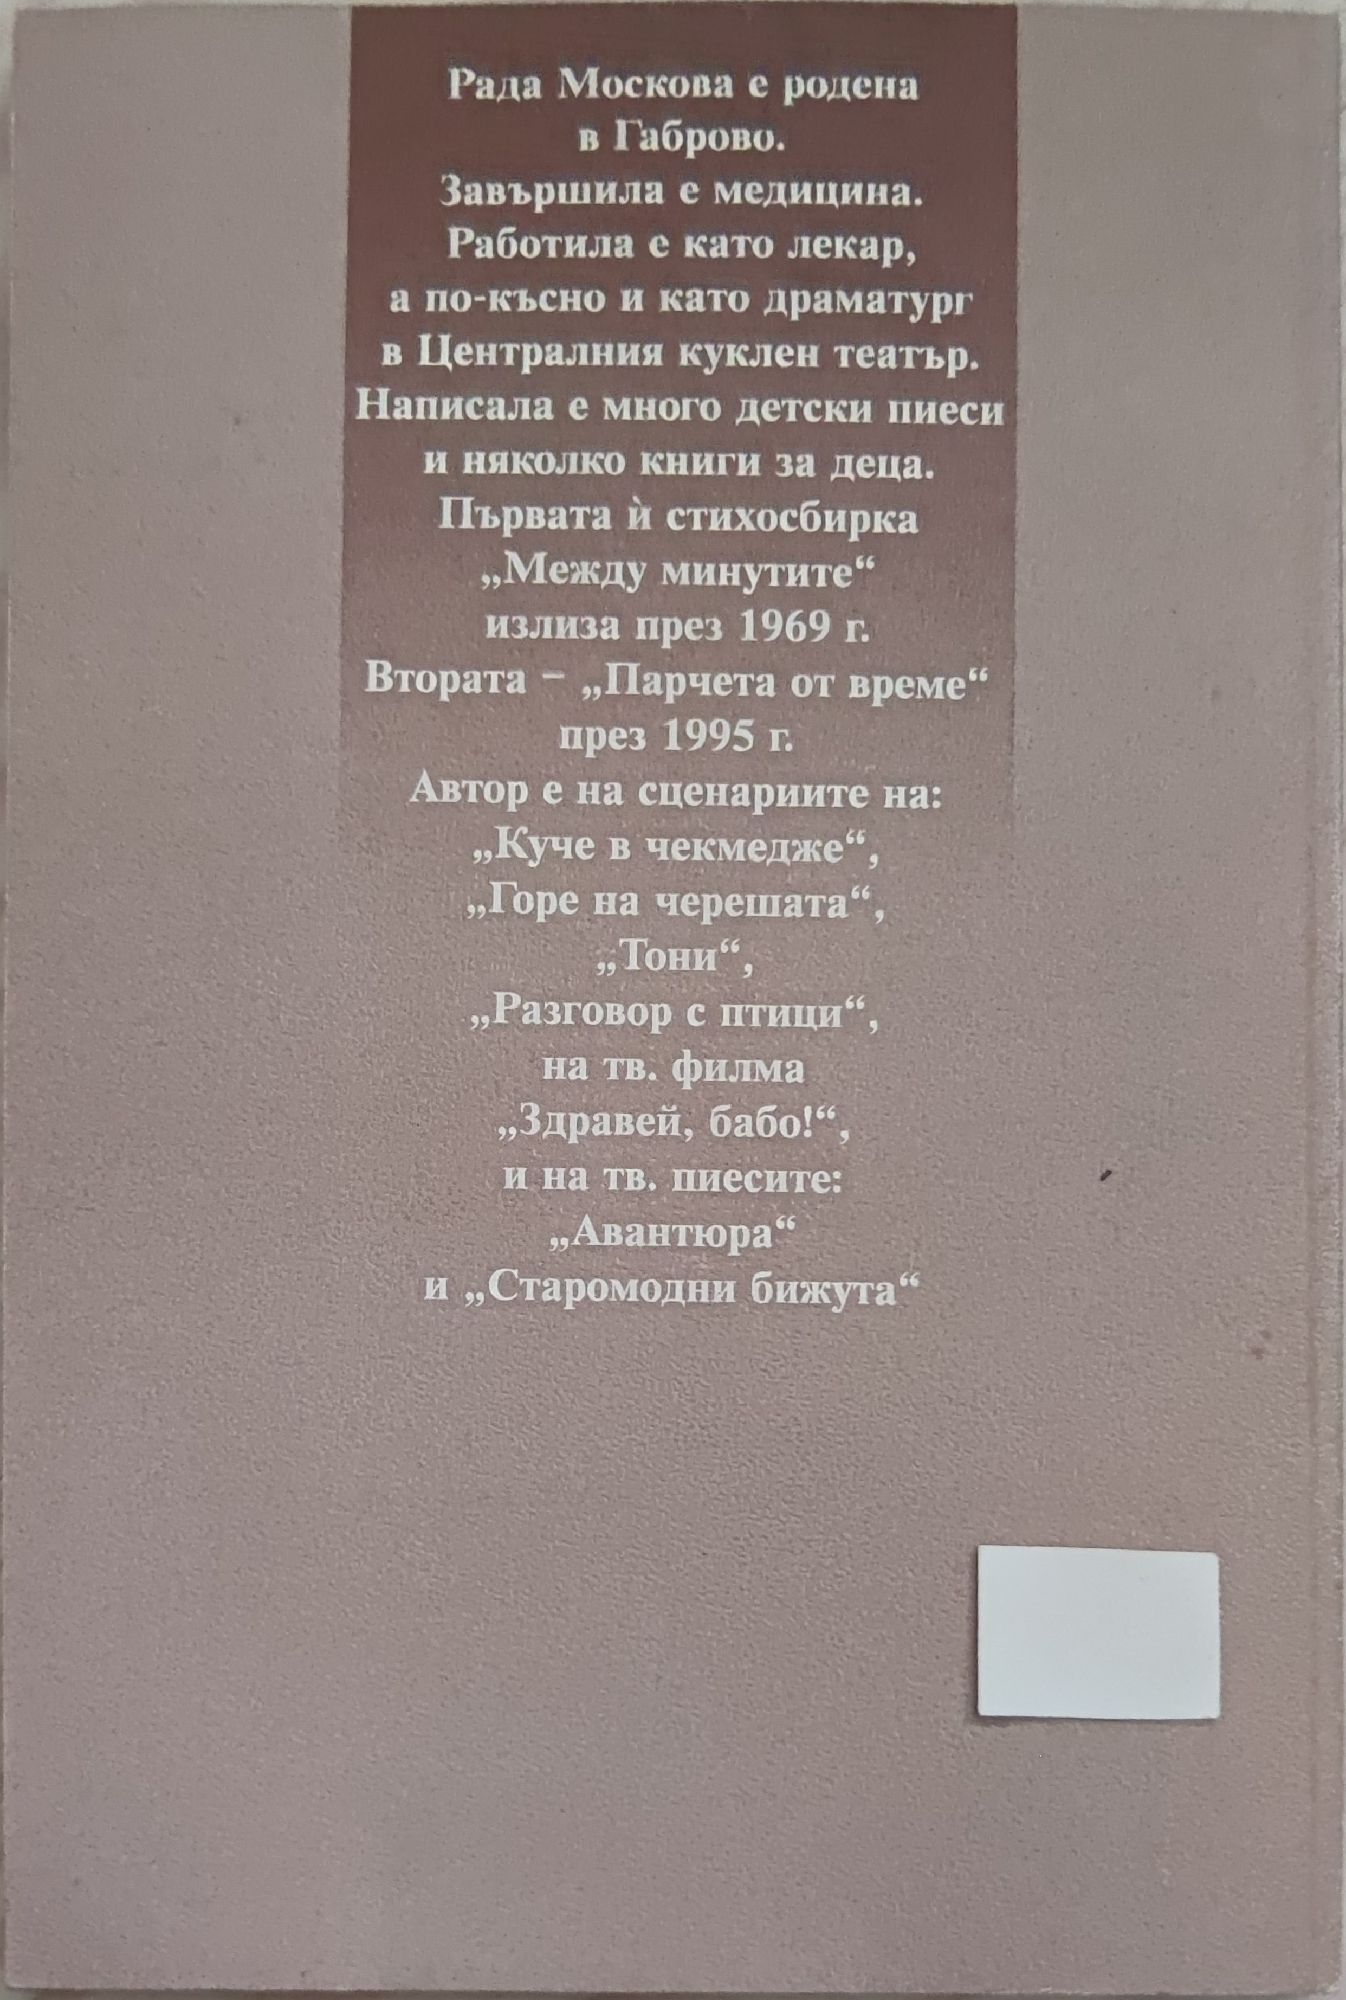 Рада Москова е родена
в Габрово.
Завършила е медицина.
Работила е като лекар,
а по-късно и като драматург
в Централния куклен театър.
Написала е много детски пиеси
и няколко книги за деца.
Първата ѝ стихосбирка
„Между минутите“
излиза през 1969 г.
Втората – „Парчета от време“
през 1995 г.
Автор е на сценариите на:
„Куче в чекмедже“,
„Горе на черешата“,
„Тони“,
„Разговор с птици“,
на тв. филма
„Здравей, бабо!“,
и на тв. пиесите:
„Авантюра“
и „Старомодни бижута“